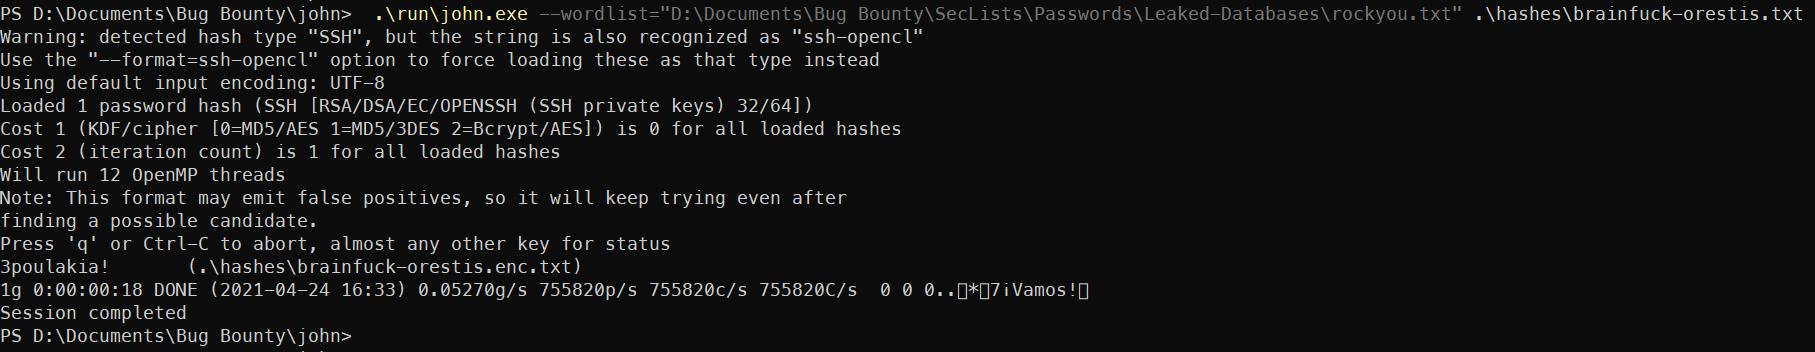 PS D:\Documents\Bug Bounty\john>  .\run\john.exe --wordlist="D:\Documents\Bug Bounty\SecLists\Passwords\Leaked-Databases\rockyou.txt" .\hashes\brainfuck-orestis.txt
Warning: detected hash type "SSH", but the string is also recognized as "ssh-opencl"
Use the "--format=ssh-opencl" option to force loading these as that type instead
Using default input encoding: UTF-8
Loaded 1 password hash (SSH [RSA/DSA/EC/OPENSSH (SSH private keys) 32/64])
Cost 1 (KDF/cipher [0=MD5/AES 1=MD5/3DES 2=Bcrypt/AES]) is 0 for all loaded hashes
Cost 2 (iteration count) is 1 for all loaded hashes
Will run 12 OpenMP threads
Note: This format may emit false positives, so it will keep trying even after
finding a possible candidate.
Press 'q' or Ctrl-C to abort, almost any other key for status
3poulakia!       (.\hashes\brainfuck-orestis.enc.txt)
1g 0:00:00:18 DONE (2021-04-24 16:33) 0.05270g/s 755820p/s 755820c/s 755820C/s  0 0 0..▯*▯7¡Vamos!▯
Session completed
PS D:\Documents\Bug Bounty\john>